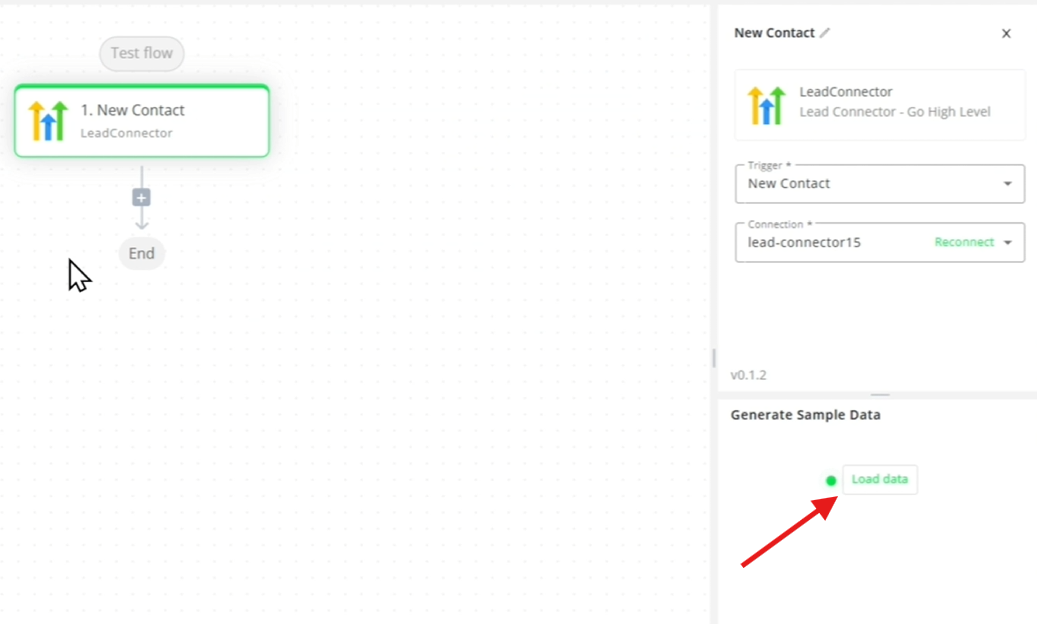 Test flow
1. New Contact
LeadConnector
End
New Contact
LeadConnector
Lead Connector - Go High Level
Trigger *
New Contact
Connection *
lead-connector15 Reconnect
v0.1.2
Generate Sample Data
Load data